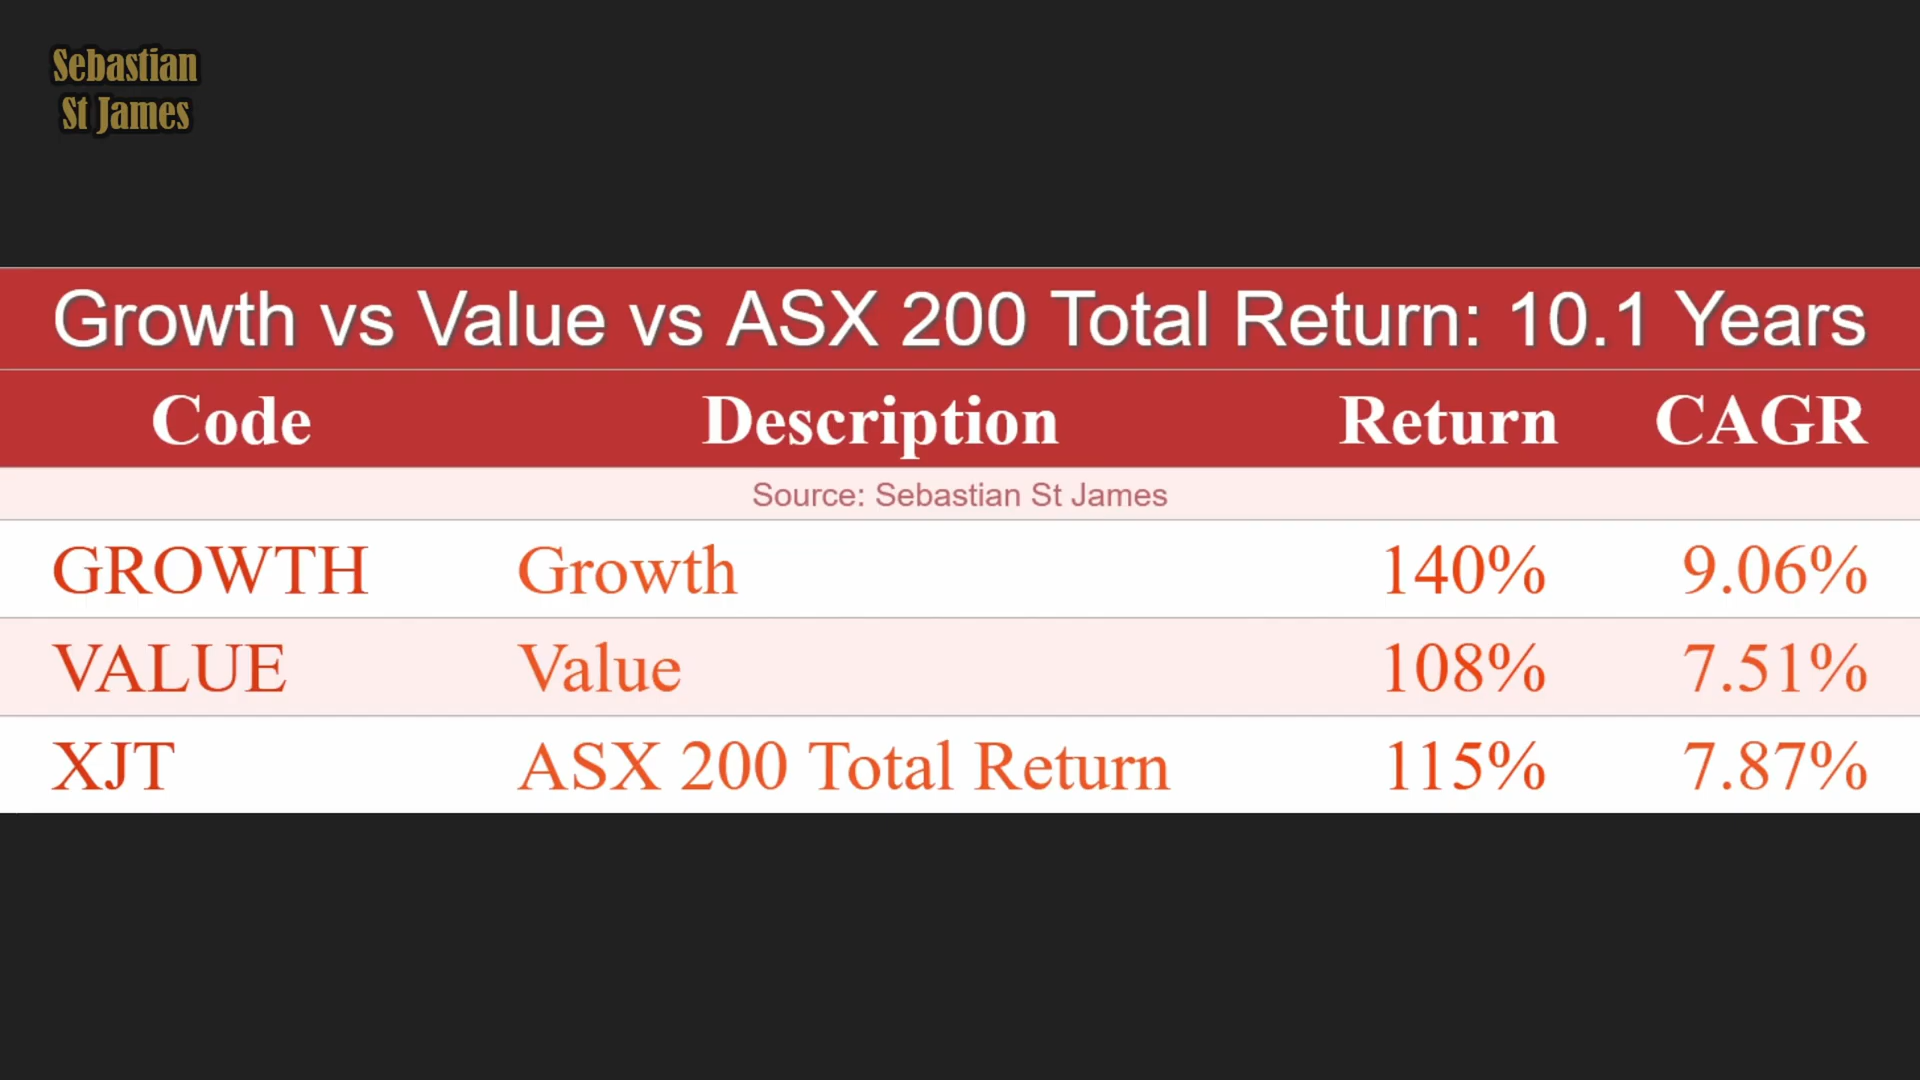 Sebastian
St James
Growth vs Value vs ASX 200 Total Return: 10.1 Years
Code Description Return CAGR
Source: Sebastian St James
GROWTH Growth 140% 9.06%
VALUE Value 108% 7.51%
XJT ASX 200 Total Return 115% 7.87%